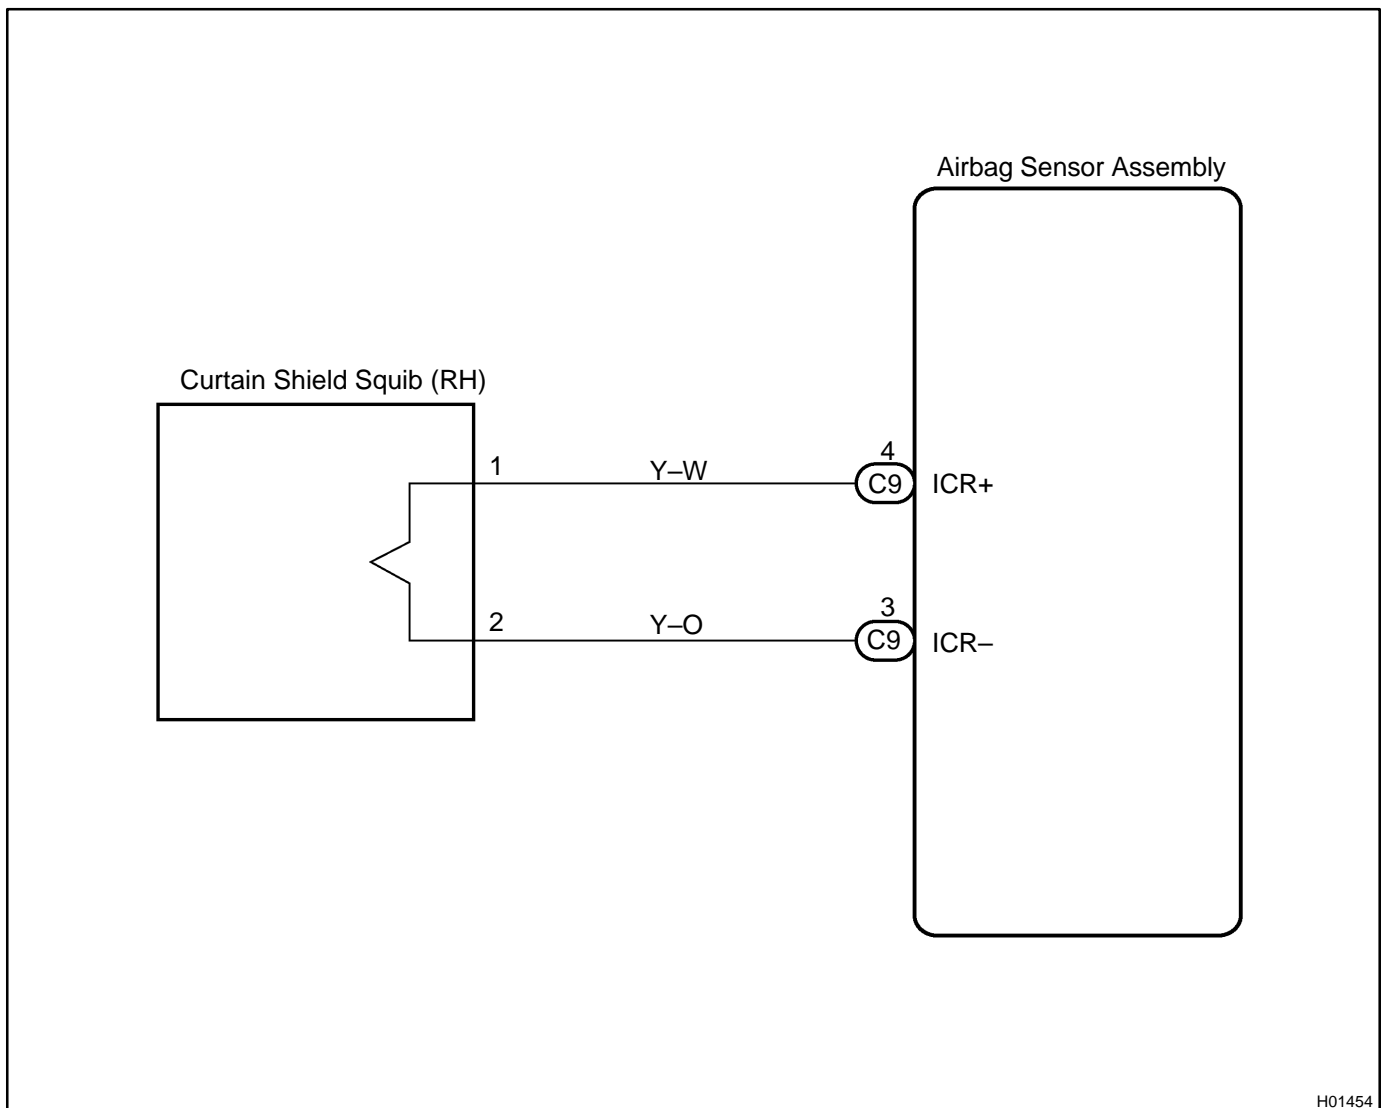 Airbag Sensor Assembly
Curtain Shield Squib (RH)
1 Y–W 4 C9 ICR+
2 Y–O 3 C9 ICR–
H01454